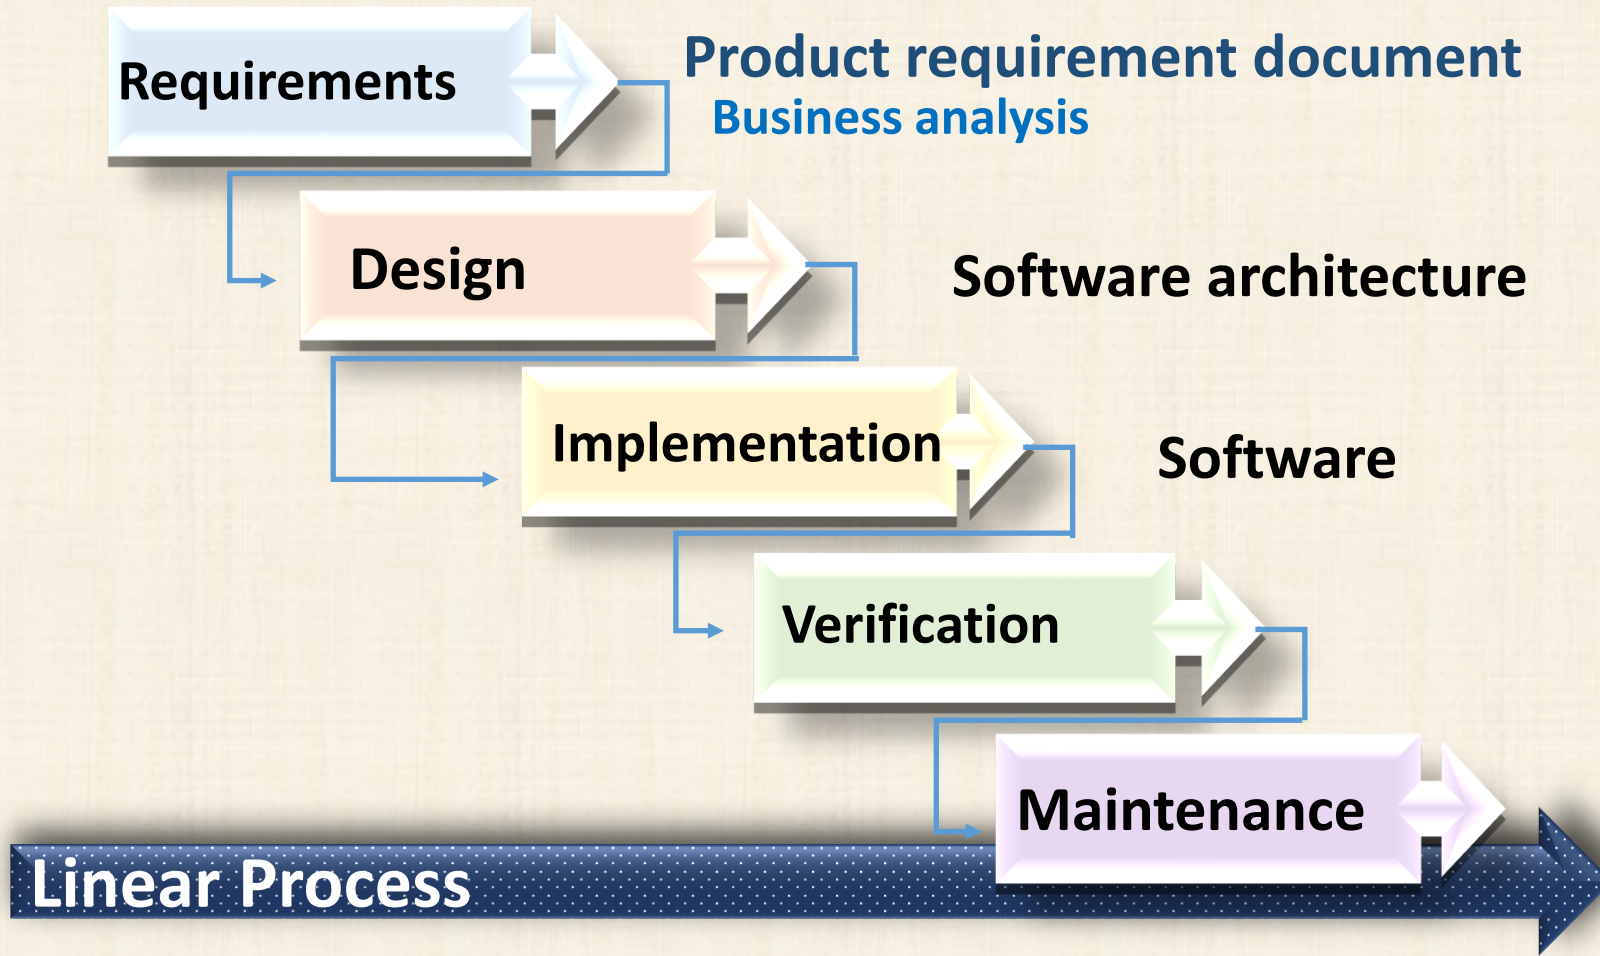 Requirements
Product requirement document
Business analysis
Design
Software architecture
Implementation
Software
Verification
Maintenance
Linear Process